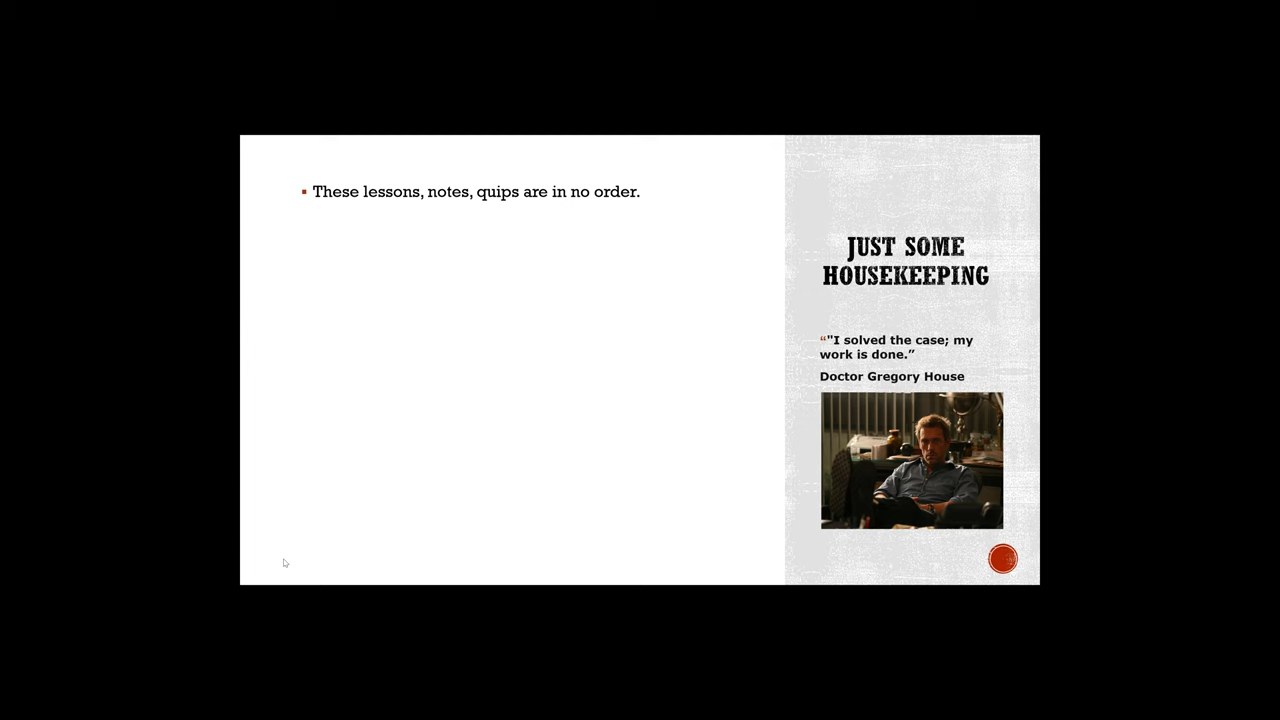 These lessons, notes, quips are in no order.
JUST SOME
HOUSEKEEPING
“"I solved the case; my
work is done.”
Doctor Gregory House